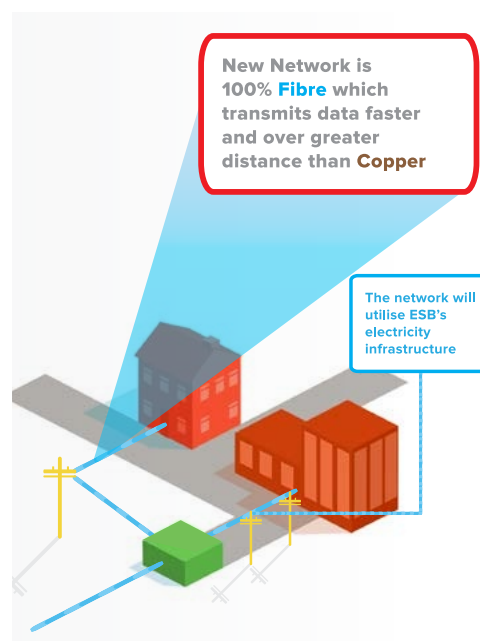 New Network is
100% Fibre which
transmits data faster
and over greater
distance than Copper
The network will
utilise ESB's
electricity
infrastructure